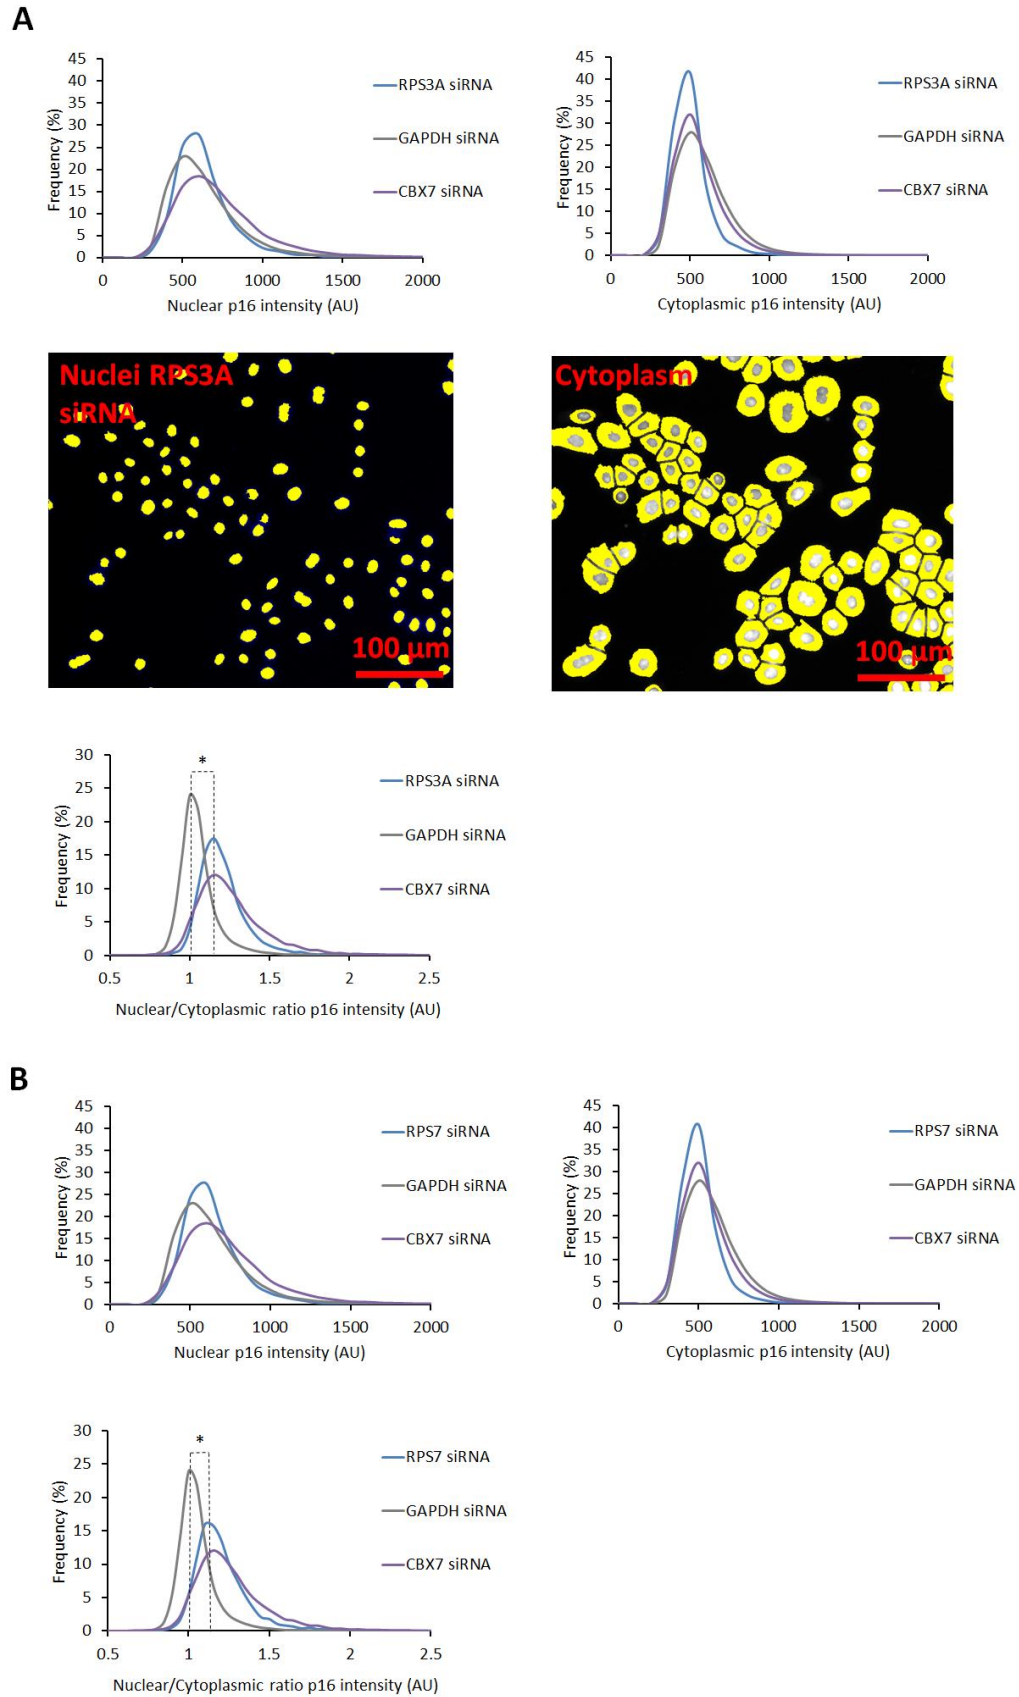 A
45
40
35
30
25
20
15
10
5
0
Frequency (%)
0 500 1000 1500 2000
Nuclear p16 intensity (AU)
RPS3A siRNA
GAPDH siRNA
CBX7 siRNA
45
40
35
30
25
20
15
10
5
0
Frequency (%)
0 500 1000 1500 2000
Cytoplasmic p16 intensity (AU)
RPS3A siRNA
GAPDH siRNA
CBX7 siRNA
Nuclei RPS3A
siRNA
100 µm
Cytoplasm
100 µm
30
25
20
15
10
5
0
Frequency (%)
*
0.5 1 1.5 2 2.5
Nuclear/Cytoplasmic ratio p16 intensity (AU)
RPS3A siRNA
GAPDH siRNA
CBX7 siRNA
B
45
40
35
30
25
20
15
10
5
0
Frequency (%)
0 500 1000 1500 2000
Nuclear p16 intensity (AU)
RPS7 siRNA
GAPDH siRNA
CBX7 siRNA
45
40
35
30
25
20
15
10
5
0
Frequency (%)
0 500 1000 1500 2000
Cytoplasmic p16 intensity (AU)
RPS7 siRNA
GAPDH siRNA
CBX7 siRNA
30
25
20
15
10
5
0
Frequency (%)
*
0.5 1 1.5 2 2.5
Nuclear/Cytoplasmic ratio p16 intensity (AU)
RPS7 siRNA
GAPDH siRNA
CBX7 siRNA